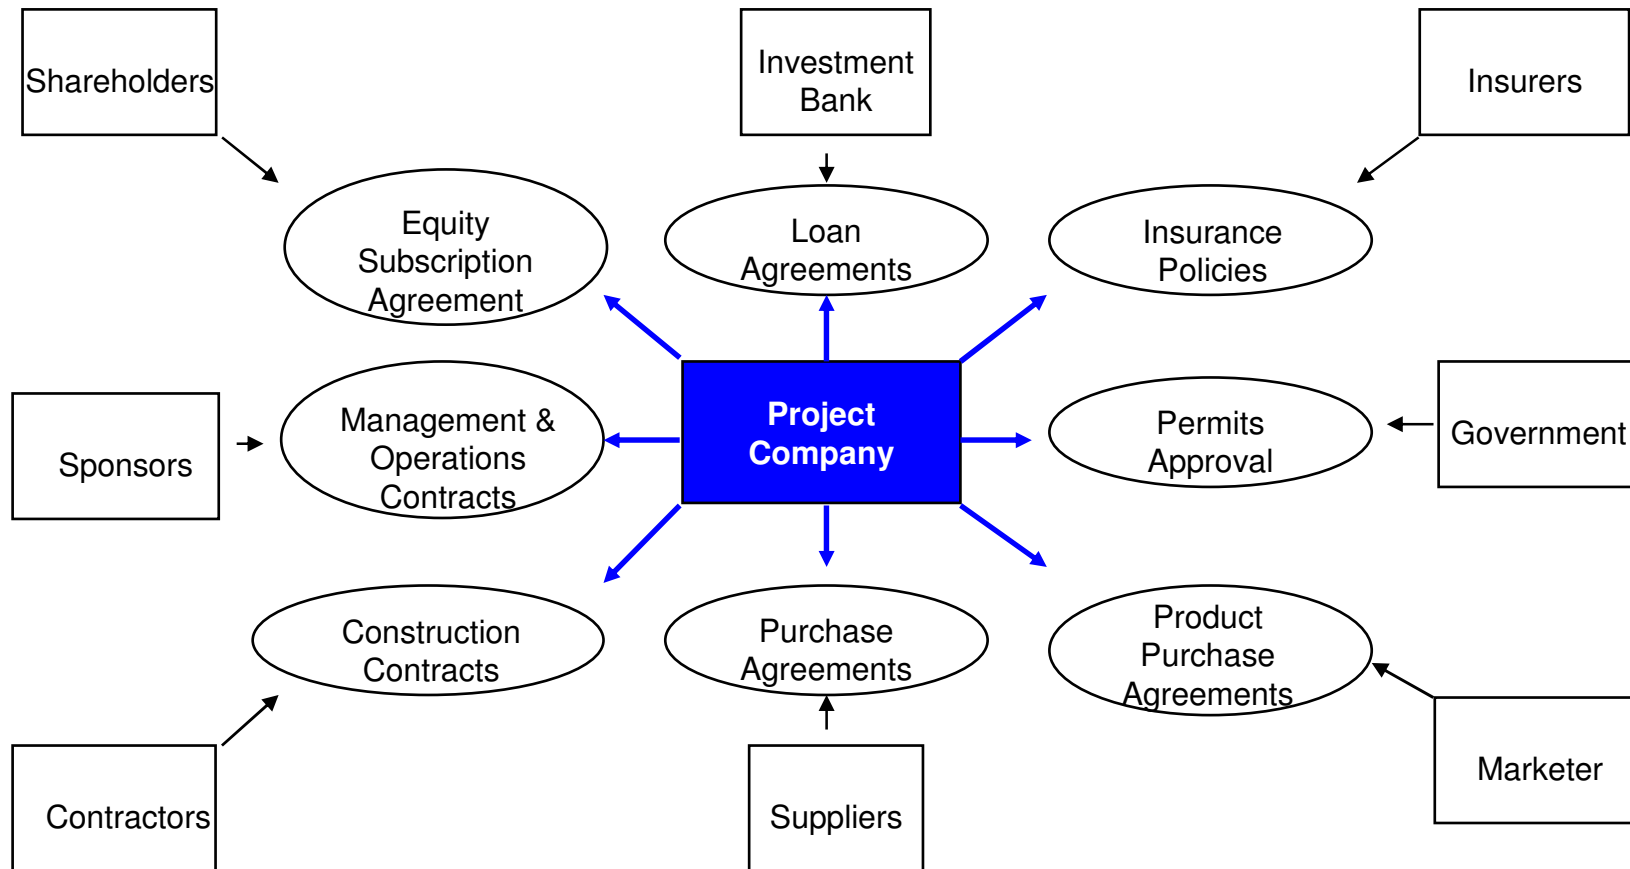 Shareholders
Investment
Bank
Insurers
Equity
Subscription
Agreement
Loan
Agreements
Insurance
Policies
Sponsors
Management &
Operations
Contracts
Project
Company
Permits
Approval
Government
Construction
Contracts
Purchase
Agreements
Product
Purchase
Agreements
Contractors
Suppliers
Marketer